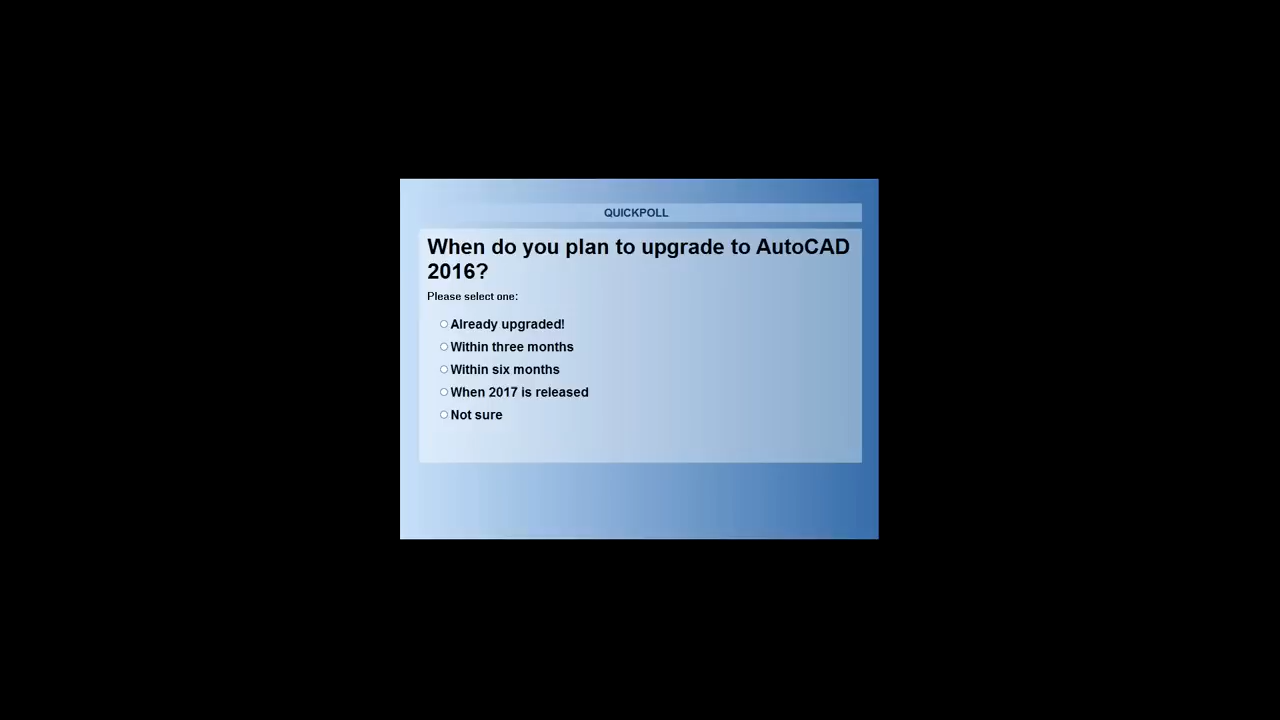 QUICKPOLL
When do you plan to upgrade to AutoCAD
2016?
Please select one:
Already upgraded!
Within three months
Within six months
When 2017 is released
Not sure